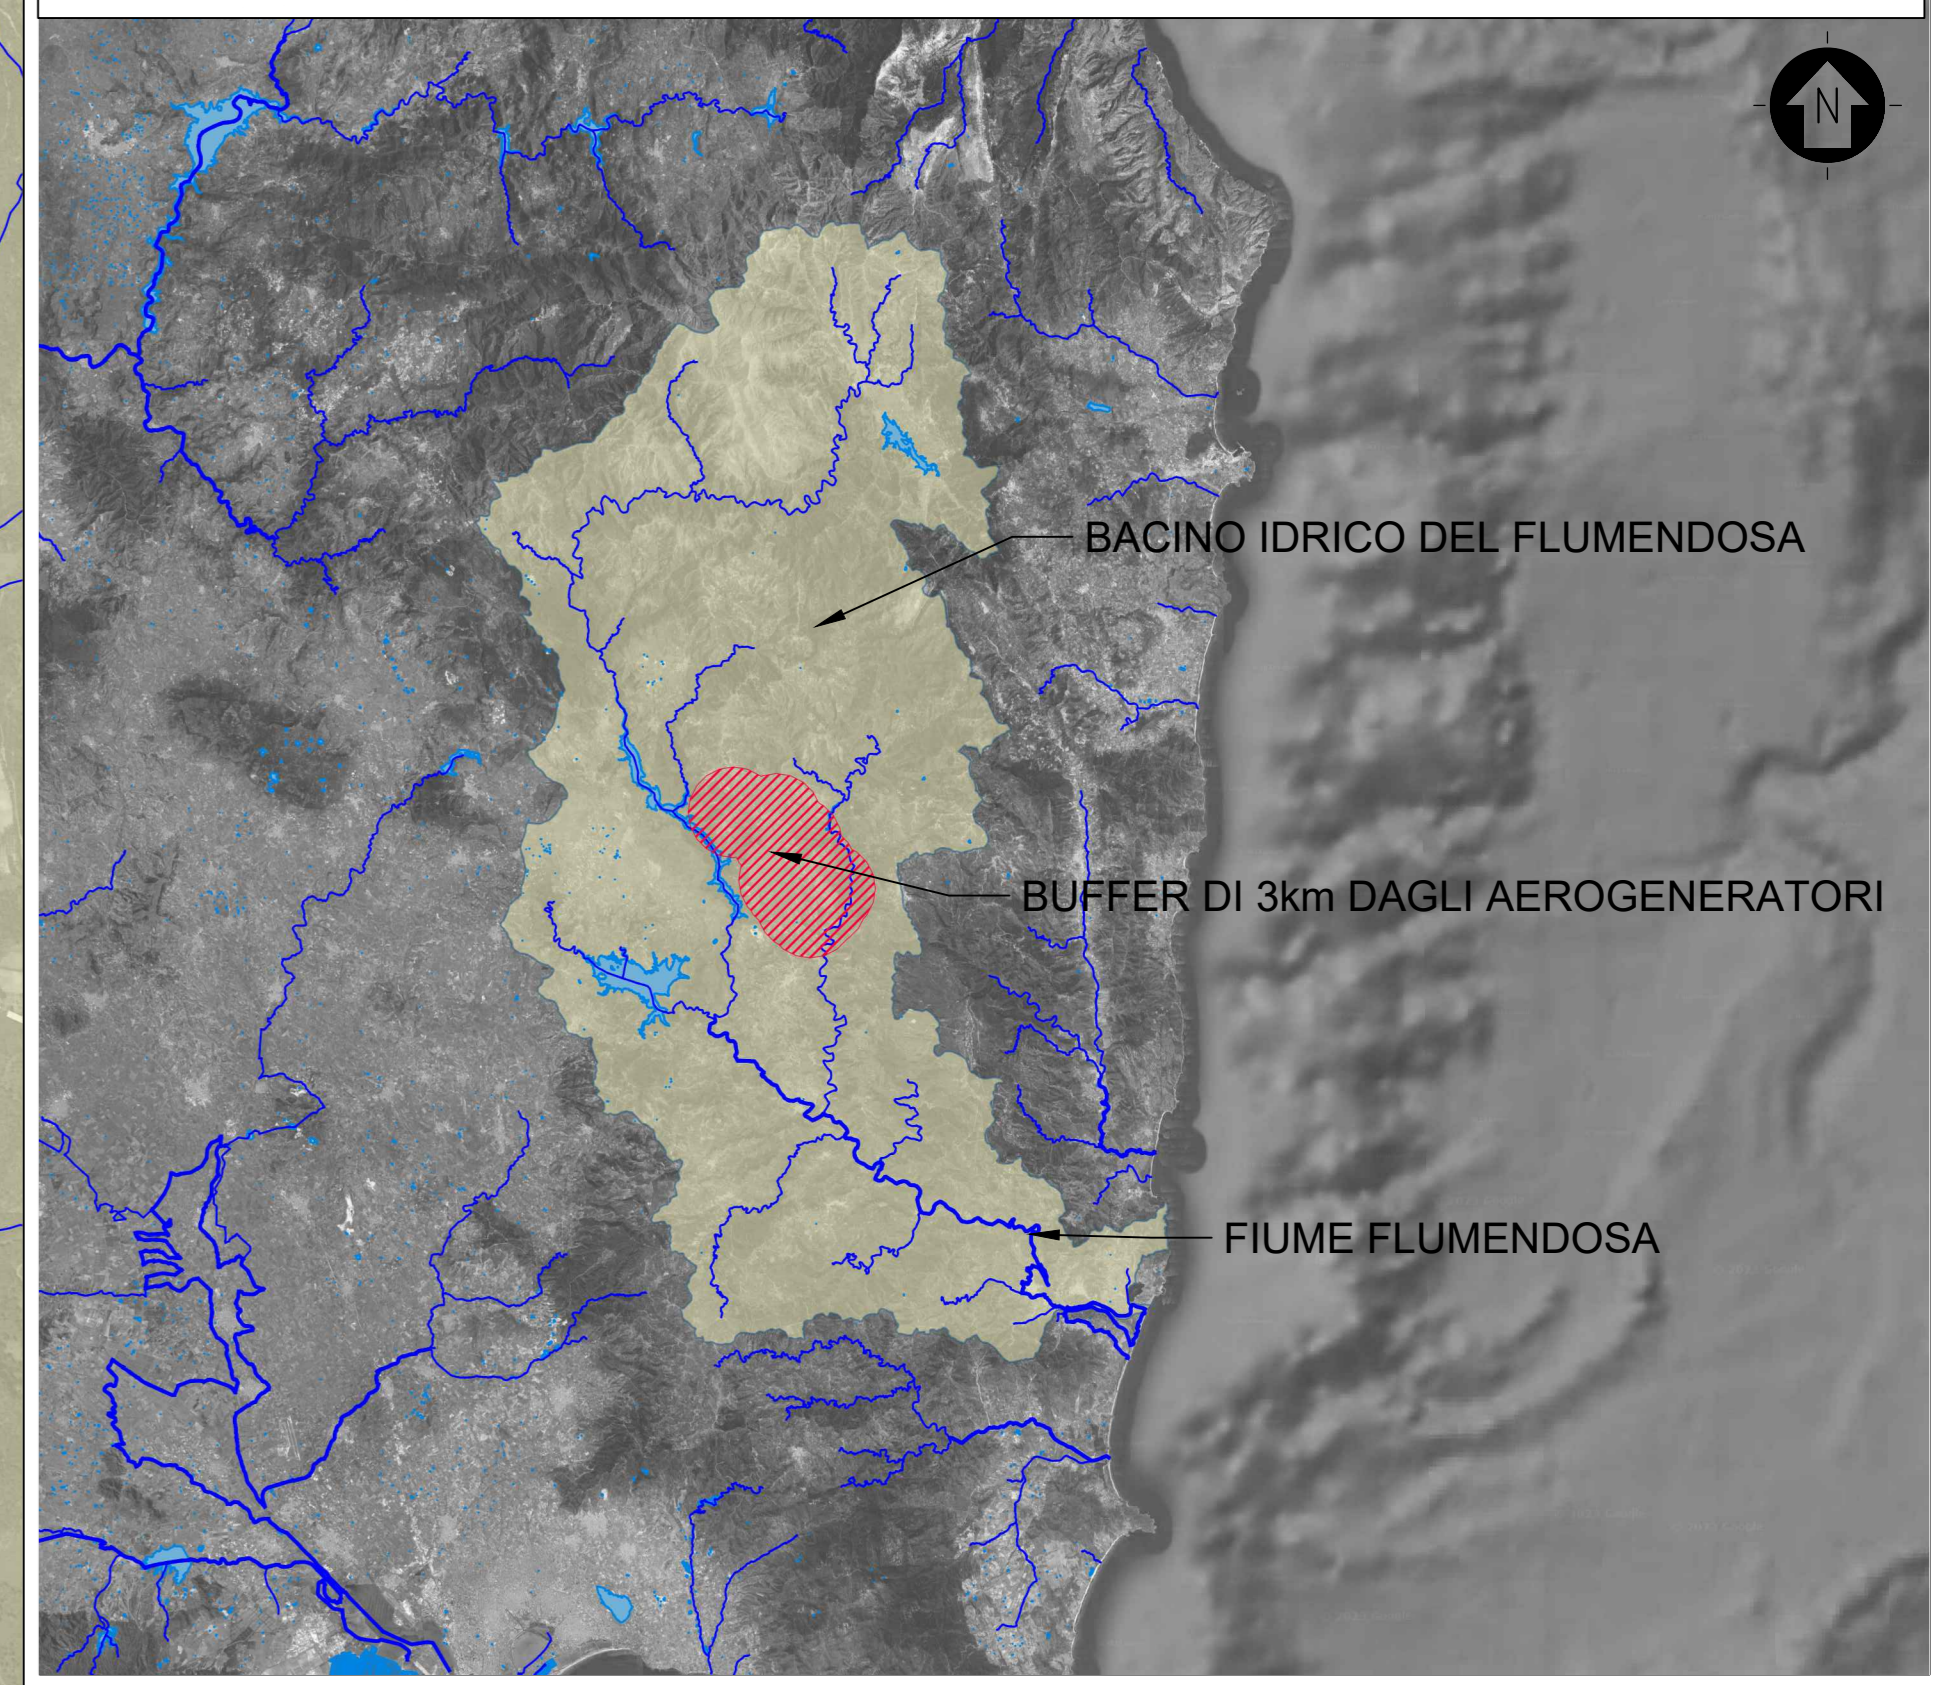 N
BACINO IDRICO DEL FLUMENDOSA
BUFFER DI 3km DAGLI AEROGENERATORI
FIUME FLUMENDOSA